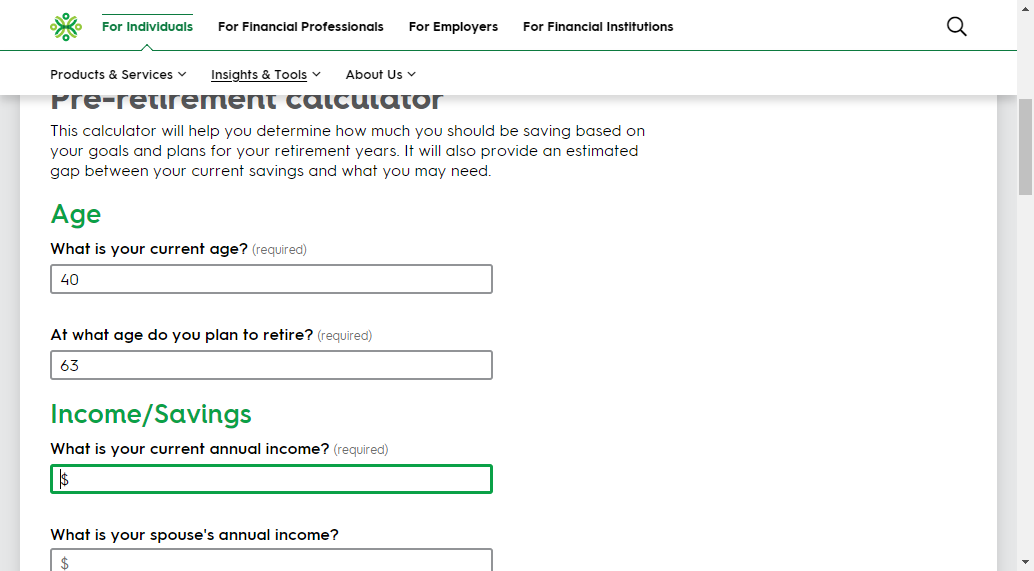 For Individuals For Financial Professionals For Employers For Financial Institutions
Products & Services Insights & Tools About Us
Pre-retirement calculator
This calculator will help you determine how much you should be saving based on
your goals and plans for your retirement years. It will also provide an estimated
gap between your current savings and what you may need.
Age
What is your current age? (required)
40
At what age do you plan to retire? (required)
63
Income/Savings
What is your current annual income? (required)
$
What is your spouse's annual income?
$